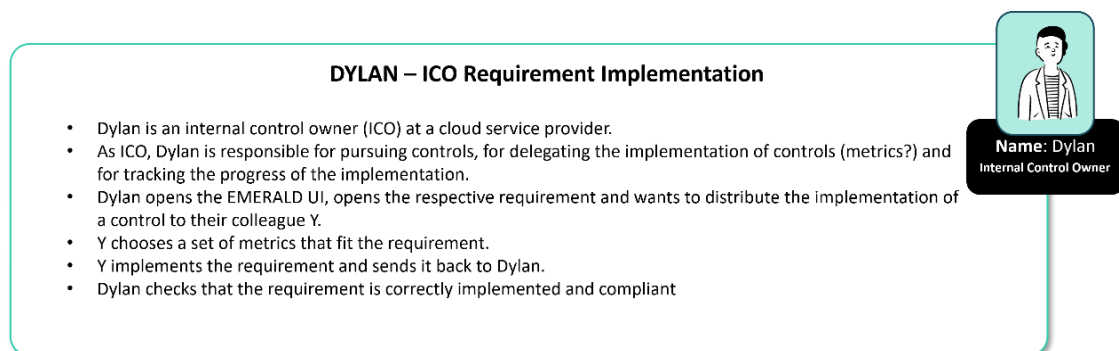 DYLAN – ICO Requirement Implementation
• Dylan is an internal control owner (ICO) at a cloud service provider.
• As ICO, Dylan is responsible for pursuing controls, for delegating the implementation of controls (metrics?) and
for tracking the progress of the implementation.
• Dylan opens the EMERALD UI, opens the respective requirement and wants to distribute the implementation of
a control to their colleague Y.
• Y chooses a set of metrics that fit the requirement.
• Y implements the requirement and sends it back to Dylan.
• Dylan checks that the requirement is correctly implemented and compliant
Name: Dylan
Internal Control Owner